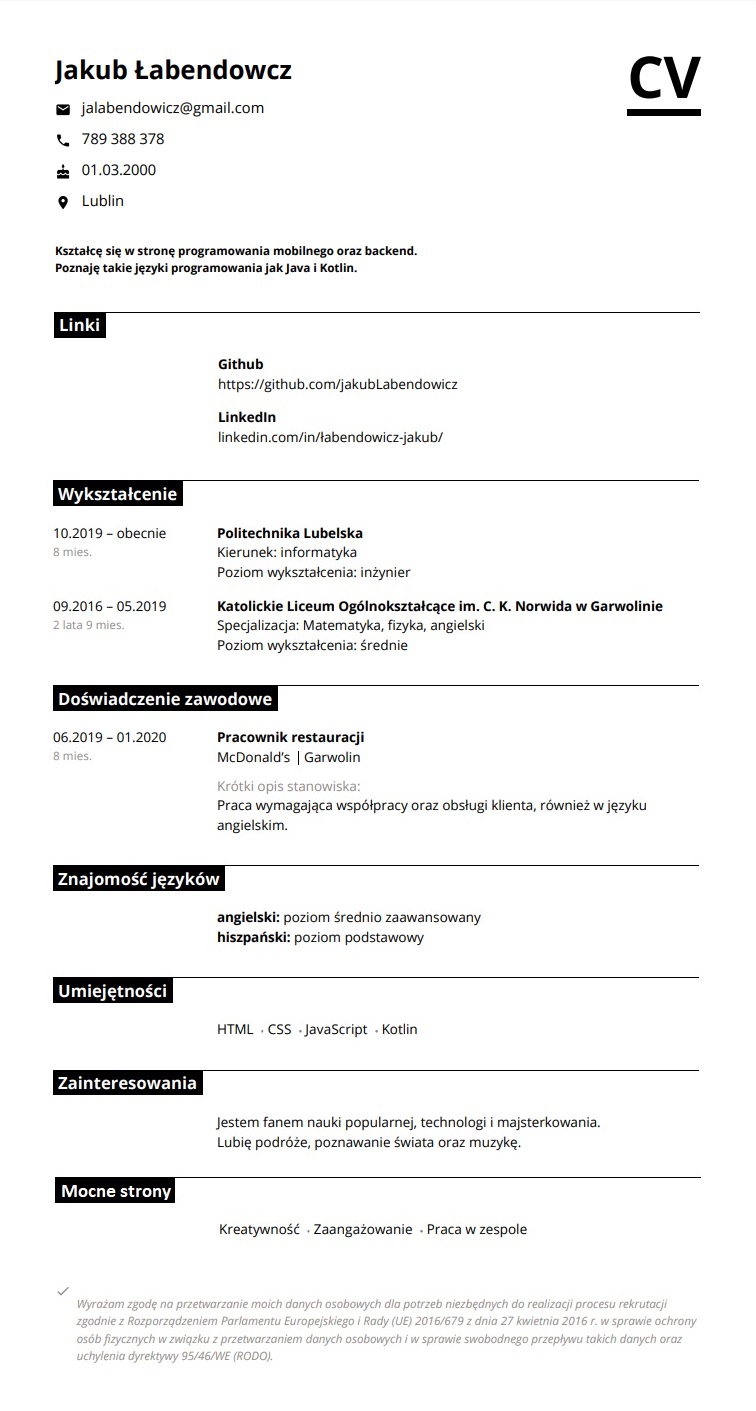 Jakub Łabendowcz
CV
jalabendowicz@gmail.com
789 388 378
01.03.2000
Lublin
Kształcę się w stronę programowania mobilnego oraz backend.
Poznaję takie języki programowania jak Java i Kotlin.
Linki
Github
https://github.com/jakubLabendowicz
LinkedIn
linkedin.com/in/łabendowicz-jakub/
Wykształcenie
10.2019 – obecnie
8 mies.
Politechnika Lubelska
Kierunek: informatyka
Poziom wykształcenia: inżynier
09.2016 – 05.2019
2 lata 9 mies.
Katolickie Liceum Ogólnokształcące im. C. K. Norwida w Garwolinie
Specjalizacja: Matematyka, fizyka, angielski
Poziom wykształcenia: średnie
Doświadczenie zawodowe
06.2019 – 01.2020
8 mies.
Pracownik restauracji
McDonald’s | Garwolin
Krótki opis stanowiska:
Praca wymagająca współpracy oraz obsługi klienta, również w języku
angielskim.
Znajomość języków
angielski: poziom średnio zaawansowany
hiszpański: poziom podstawowy
Umiejętności
HTML · CSS · JavaScript · Kotlin
Zainteresowania
Jestem fanem nauki popularnej, technologi i majsterkowania.
Lubię podróże, poznawanie świata oraz muzykę.
Mocne strony
Kreatywność · Zaangażowanie · Praca w zespole
Wyrażam zgodę na przetwarzanie moich danych osobowych dla potrzeb niezbędnych do realizacji procesu rekrutacji
zgodnie z Rozporządzeniem Parlamentu Europejskiego i Rady (UE) 2016/679 z dnia 27 kwietnia 2016 r. w sprawie ochrony
osób fizycznych w związku z przetwarzaniem danych osobowych i w sprawie swobodnego przepływu takich danych oraz
uchylenia dyrektywy 95/46/WE (RODO).